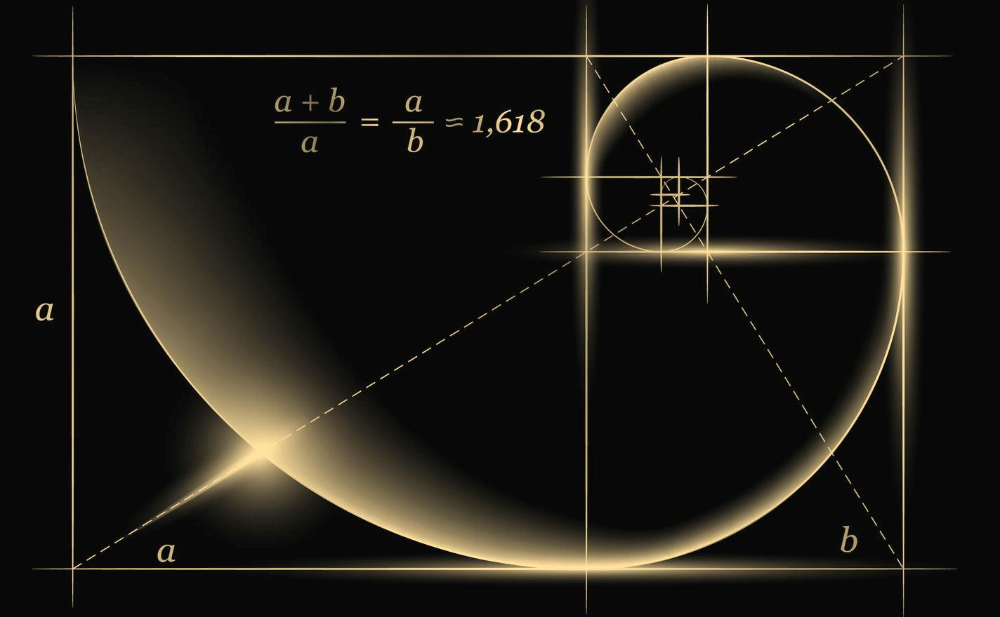 a + b / a = a / b ≈ 1,618
a
a
b